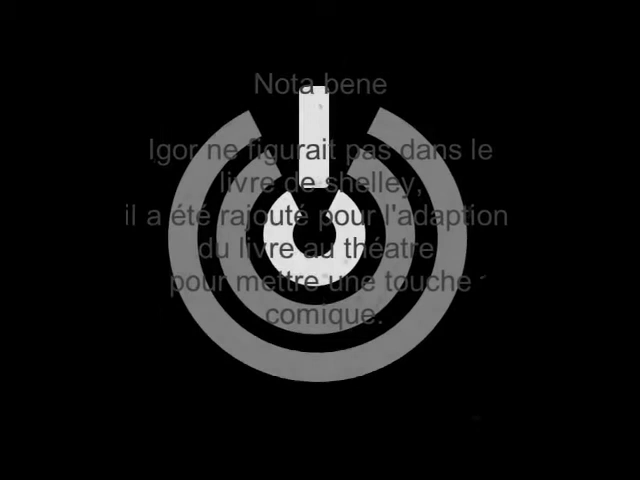 Nota bene
Igor ne figurait pas dans le
livre de shelley,
il a été rajouté pour l'adaption
du livre au théatre
pour mettre une touche
comique.